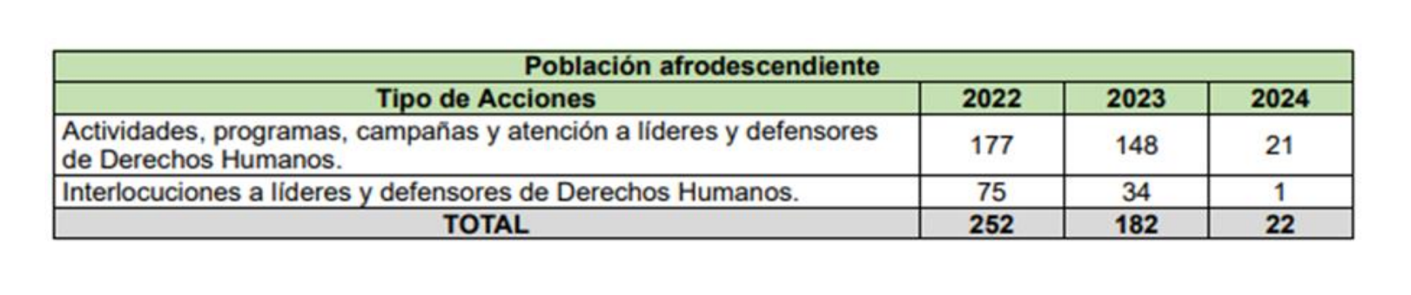 Población afrodescendiente
Tipo de Acciones 2022 2023 2024
Actividades, programas, campañas y atención a líderes y defensores
de Derechos Humanos. 177 148 21
Interlocuciones a líderes y defensores de Derechos Humanos. 75 34 1
TOTAL 252 182 22